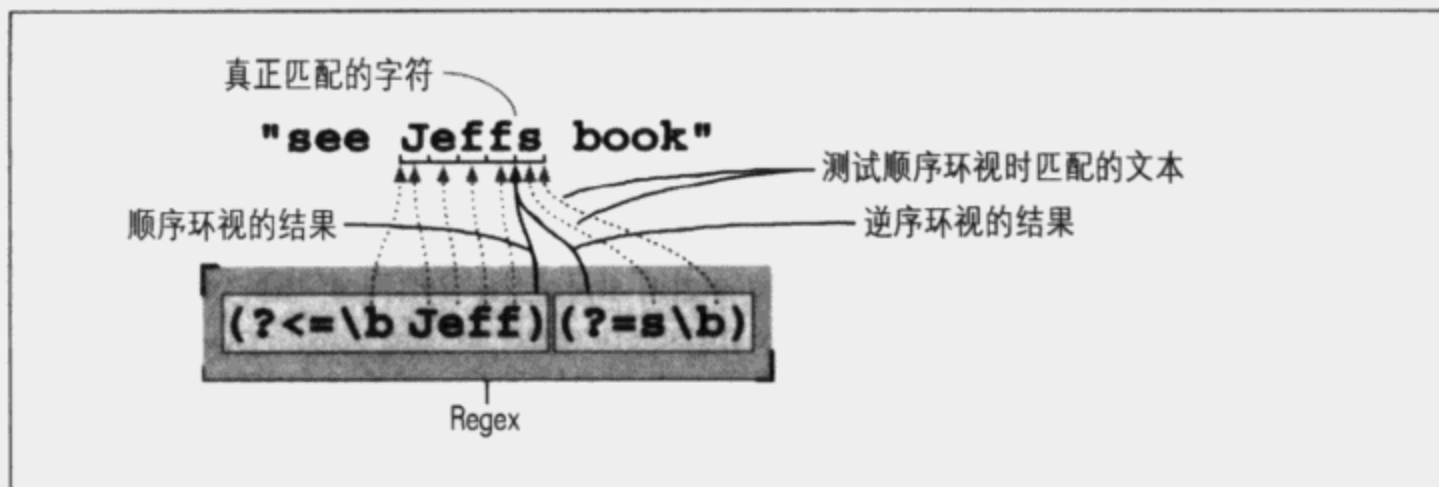 真正匹配的字符
"see Jeffs book"
测试顺序环视时匹配的文本
顺序环视的结果
逆序环视的结果
(?<=\b Jeff)(?=s\b)
Regex